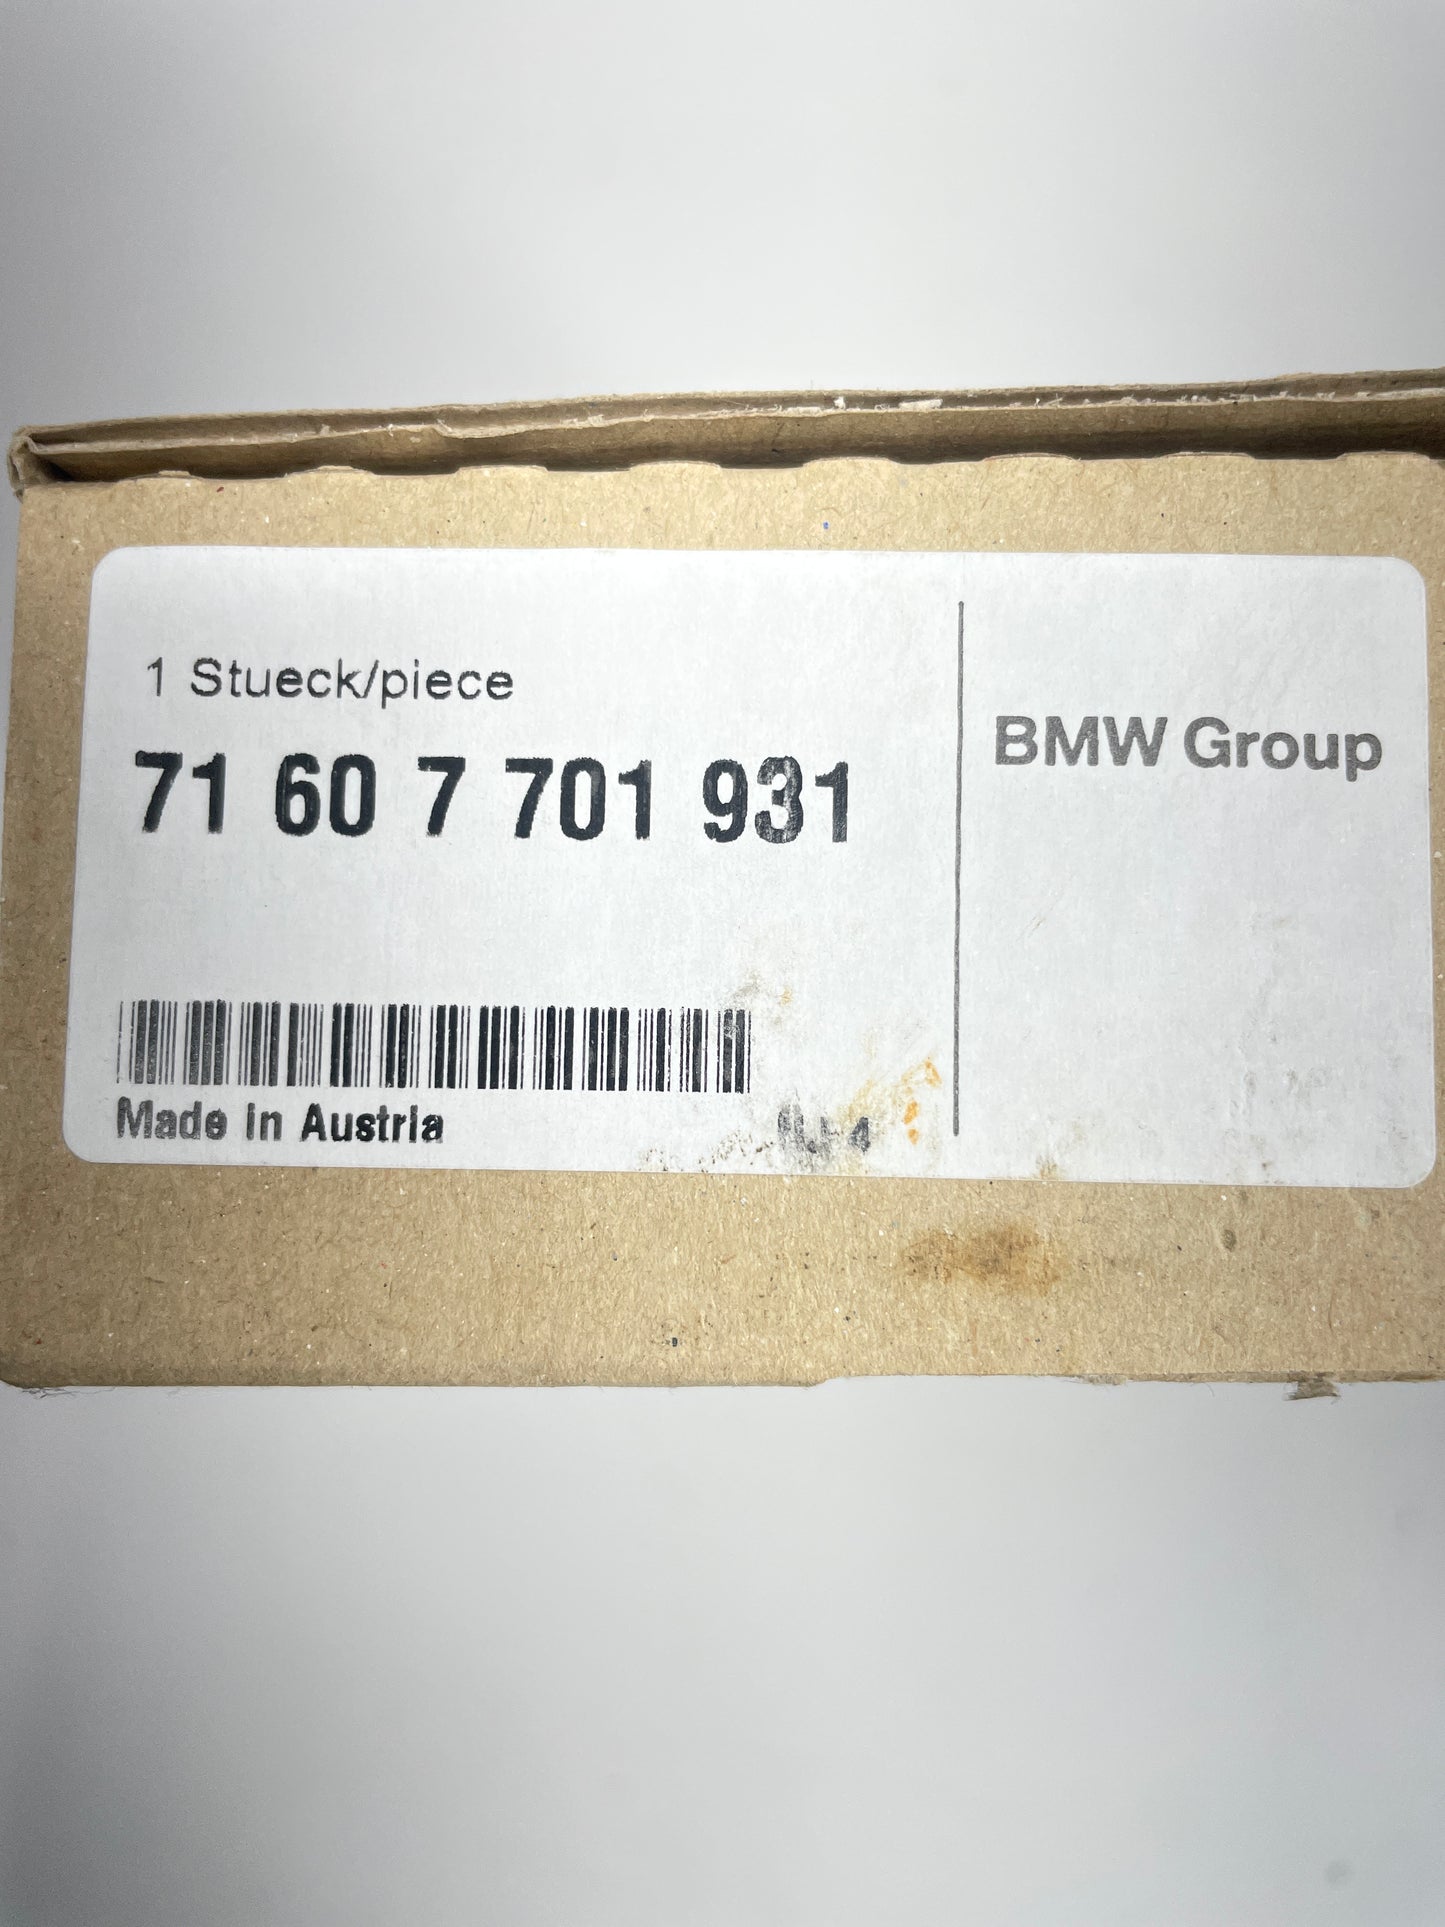 1 Stueck/piece
71 60 7 701 931
BMW Group
Made in Austria